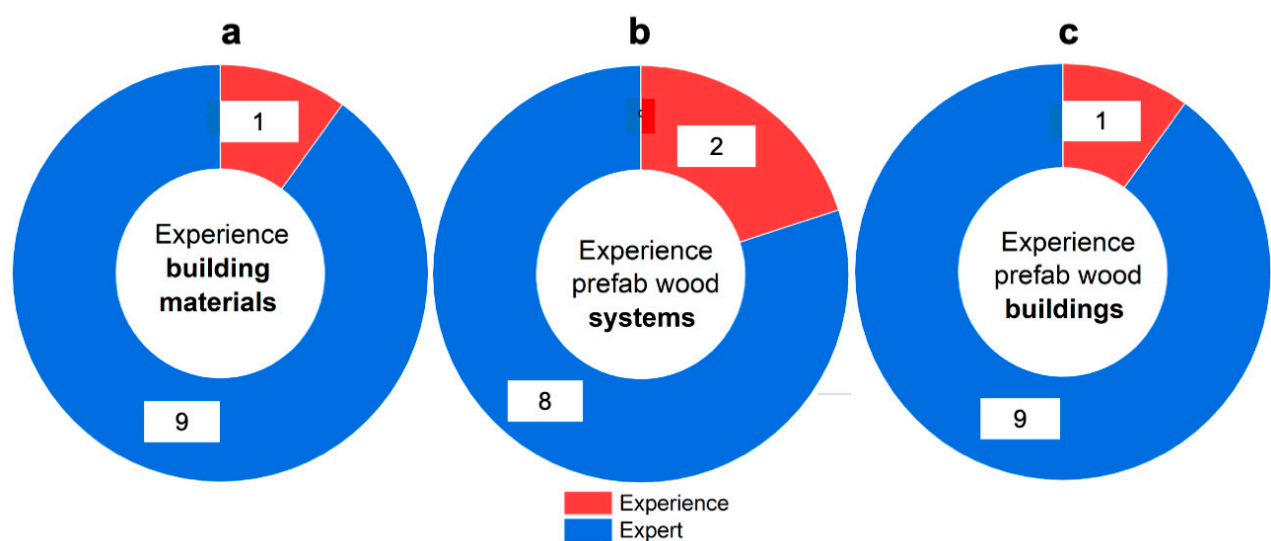 a
b
c
1
2
1
Experience
building
materials
Experience
prefab wood
systems
Experience
prefab wood
buildings
9
8
9
Experience
Expert